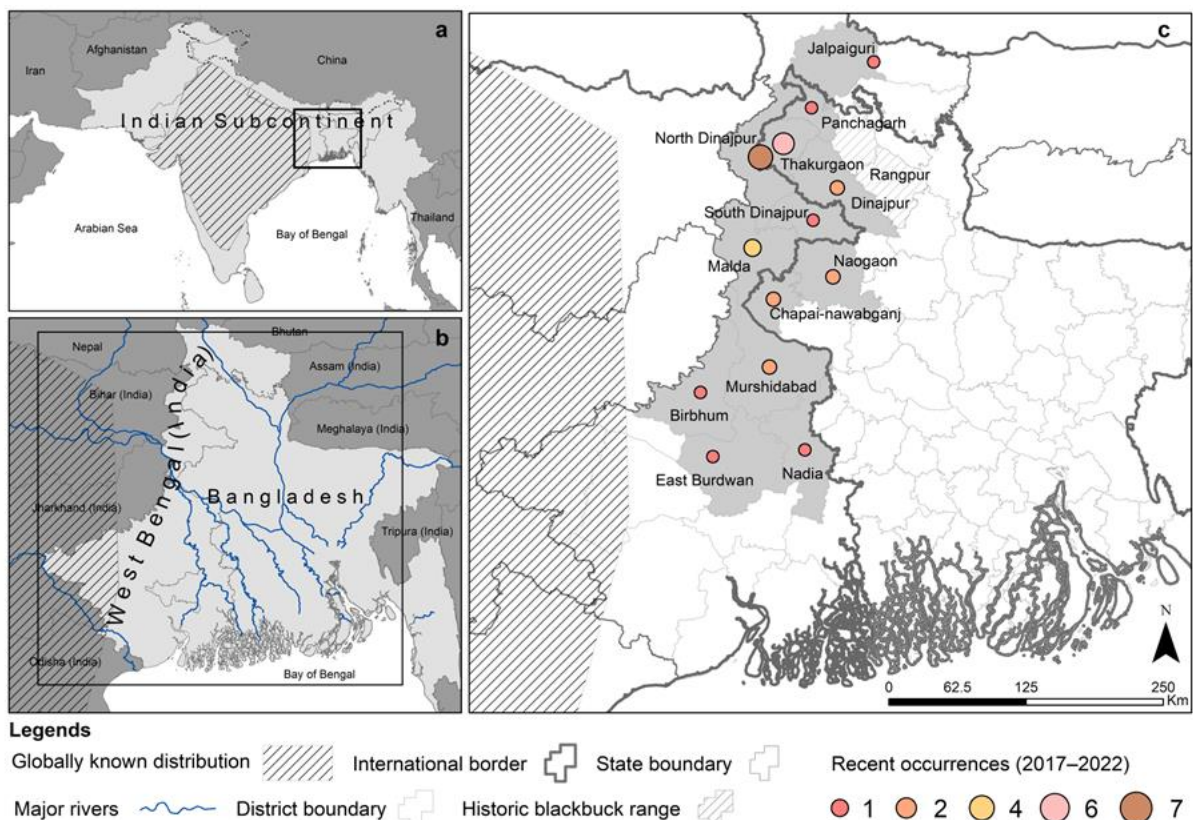 a
Afghanistan
China
Iran
Indian Subcontinent
Arabian Sea
Bay of Bengal
Thailand
b
Bhutan
Nepal
Assam (India)
Bihar (India)
Meghalaya (India)
West Bengal (India)
Bangladesh
Jharkhand (India)
Tripura (India)
Odisha (India)
Bay of Bengal
c
Jalpaiguri
Panchagarh
North Dinajpur
Thakurgaon
Rangpur
Dinajpur
South Dinajpur
Naogaon
Malda
Chapai-nawabganj
Murshidabad
Birbhum
Nadia
East Burdwan
N
0 62.5 125 250
Km
Legends
Globally known distribution International border State boundary Recent occurrences (2017–2022)
Major rivers District boundary Historic blackbuck range 1 2 4 6 7